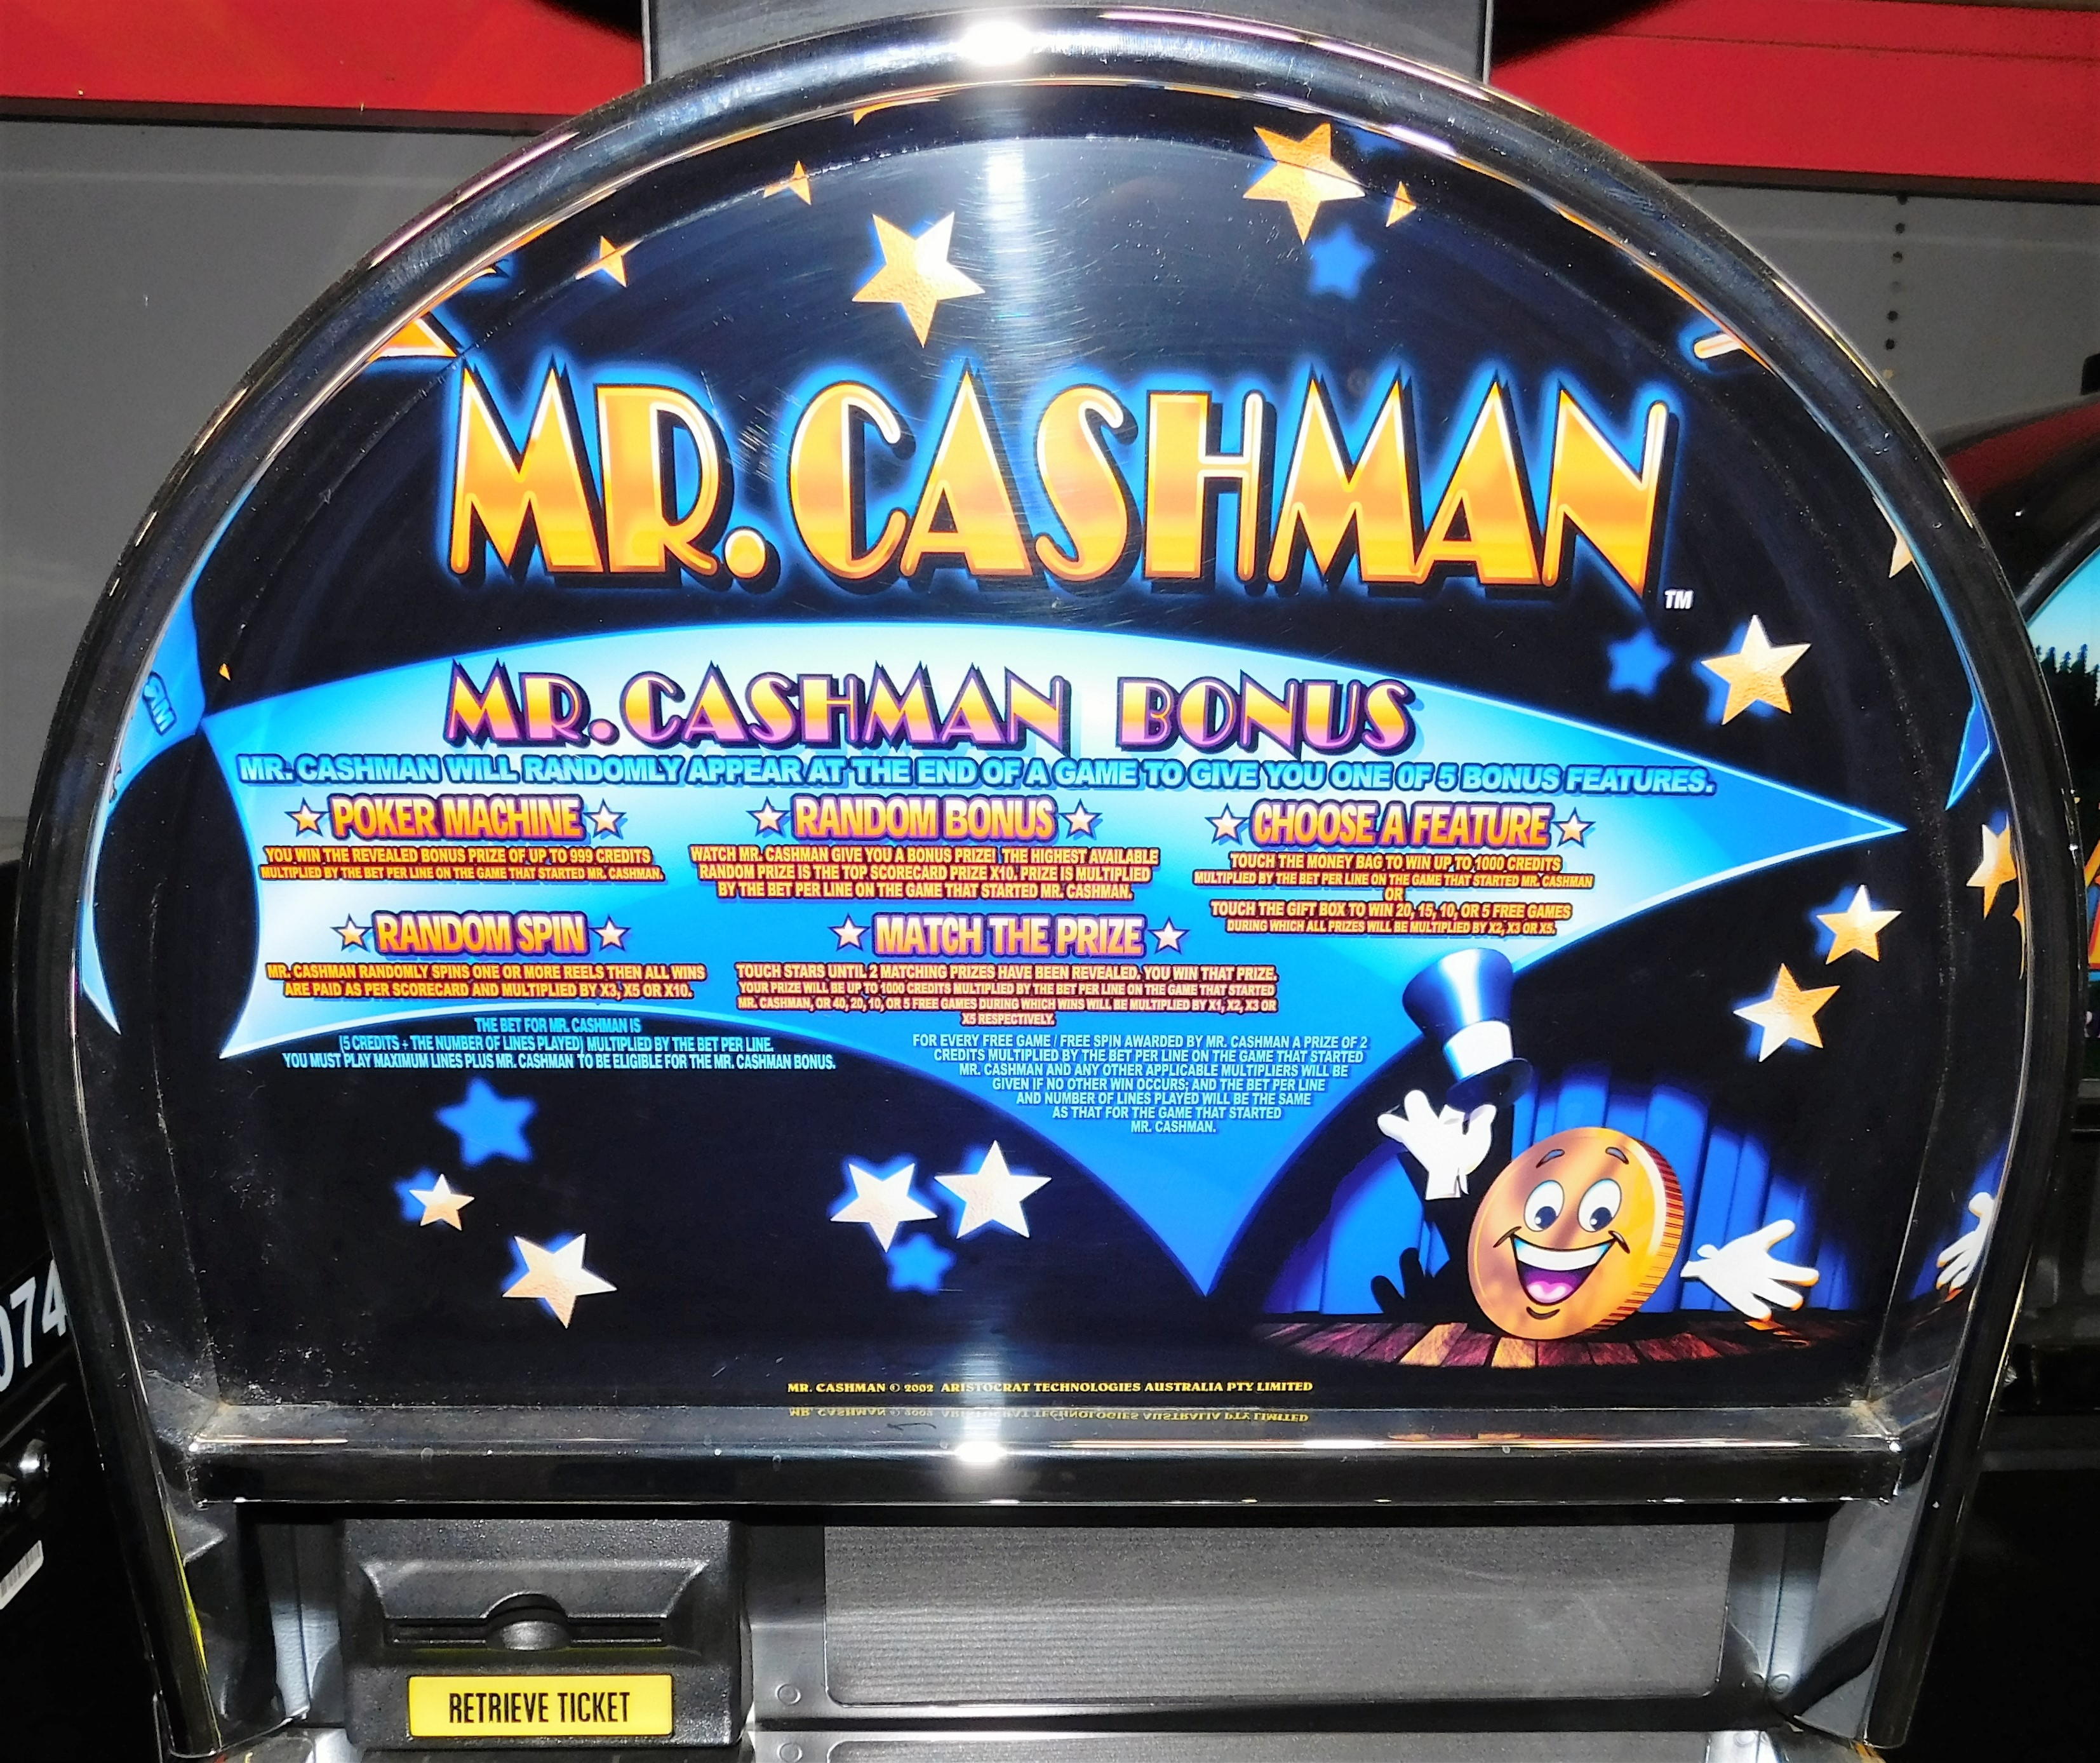 MR. CASHMAN
TM
MR. CASHMAN BONUS
MR. CASHMAN WILL RANDOMLY APPEAR AT THE END OF A GAME TO GIVE YOU ONE OF 5 BONUS FEATURES.
POKER MACHINE
YOU WIN THE REVEALED BONUS PRIZE OF UP TO 999 CREDITS
MULTIPLIED BY THE BET PER LINE ON THE GAME THAT STARTED MR. CASHMAN.
RANDOM BONUS
WATCH MR. CASHMAN GIVE YOU A BONUS PRIZE! THE HIGHEST AVAILABLE
RANDOM PRIZE IS THE TOP SCORECARD PRIZE X10. PRIZE IS MULTIPLIED
BY THE BET PER LINE ON THE GAME THAT STARTED MR. CASHMAN.
CHOOSE A FEATURE
TOUCH THE MONEY BAG TO WIN UP TO 1000 CREDITS
MULTIPLIED BY THE BET PER LINE ON THE GAME THAT STARTED MR. CASHMAN
OR
TOUCH THE GIFT BOX TO WIN 20, 15, 10, OR 5 FREE GAMES
DURING WHICH ALL PRIZES WILL BE MULTIPLIED BY X2, X3 OR X5.
RANDOM SPIN
MR. CASHMAN RANDOMLY SPINS ONE OR MORE REELS THEN ALL WINS
ARE PAID AS PER SCORECARD AND MULTIPLIED BY X3, X5 OR X10.
MATCH THE PRIZE
TOUCH STARS UNTIL 2 MATCHING PRIZES HAVE BEEN REVEALED. YOU WIN THAT PRIZE.
YOUR PRIZE WILL BE UP TO 1000 CREDITS MULTIPLIED BY THE BET PER LINE ON THE GAME THAT STARTED
MR. CASHMAN, OR 40, 20, 10, OR 5 FREE GAMES DURING WHICH WINS WILL BE MULTIPLIED BY X1, X2, X3 OR
X5 RESPECTIVELY.
THE BET FOR MR. CASHMAN IS
(5 CREDITS + THE NUMBER OF LINES PLAYED) MULTIPLIED BY THE BET PER LINE.
YOU MUST PLAY MAXIMUM LINES PLUS MR. CASHMAN TO BE ELIGIBLE FOR THE MR. CASHMAN BONUS.
FOR EVERY FREE GAME / FREE SPIN AWARDED BY MR. CASHMAN A PRIZE OF 2
CREDITS MULTIPLIED BY THE BET PER LINE ON THE GAME THAT STARTED
MR. CASHMAN AND ANY OTHER APPLICABLE MULTIPLIERS WILL BE
GIVEN IF NO OTHER WIN OCCURS; AND THE BET PER LINE
AND NUMBER OF LINES PLAYED WILL BE THE SAME
AS THAT FOR THE GAME THAT STARTED
MR. CASHMAN.
MR. CASHMAN © 2002 ARISTOCRAT TECHNOLOGIES AUSTRALIA PTY LIMITED
074
RETRIEVE TICKET